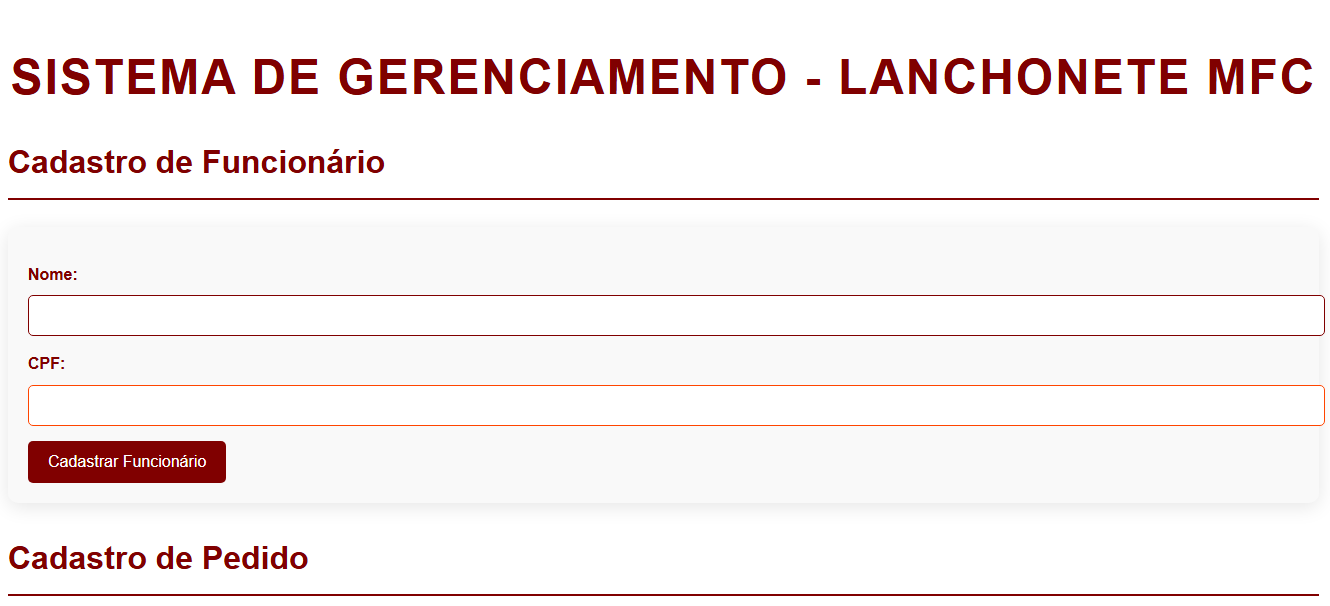 SISTEMA DE GERENCIAMENTO - LANCHONETE MFC
Cadastro de Funcionário
Nome:
CPF:
Cadastrar Funcionário
Cadastro de Pedido